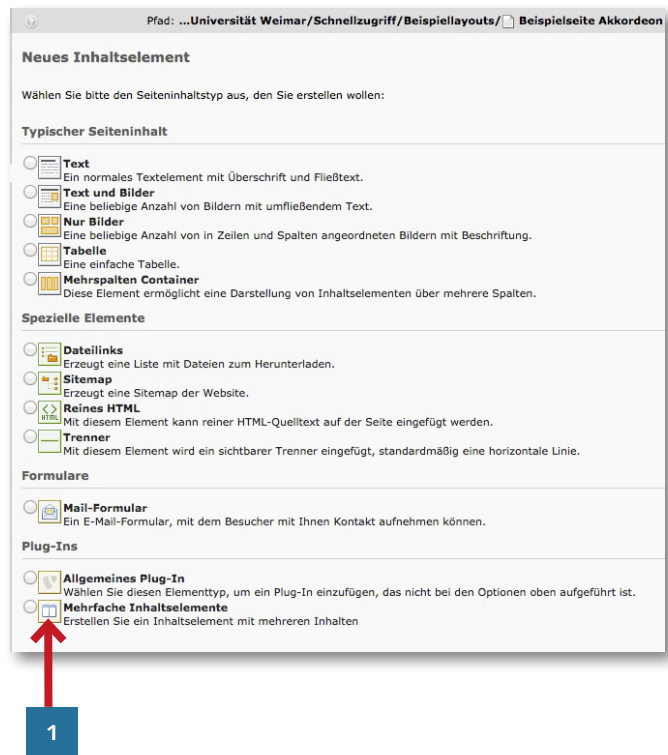 Pfad: ...Universität Weimar/Schnellzugriff/Beispiellayouts/ Beispielseite Akkordeon
Neues Inhaltselement
Wählen Sie bitte den Seiteninhaltstyp aus, den Sie erstellen wollen:
Typischer Seiteninhalt
Text
Ein normales Textelement mit Überschrift und Fließtext.
Text und Bilder
Eine beliebige Anzahl von Bildern mit umfließendem Text.
Nur Bilder
Eine beliebige Anzahl von in Zeilen und Spalten angeordneten Bildern mit Beschriftung.
Tabelle
Eine einfache Tabelle.
Mehrspalten Container
Diese Element ermöglicht eine Darstellung von Inhaltselementen über mehrere Spalten.
Spezielle Elemente
Dateilinks
Erzeugt eine Liste mit Dateien zum Herunterladen.
Sitemap
Erzeugt eine Sitemap der Website.
HTML Reines HTML
Mit diesem Element kann reiner HTML-Quelltext auf der Seite eingefügt werden.
Trenner
Mit diesem Element wird ein sichtbarer Trenner eingefügt, standardmäßig eine horizontale Linie.
Formulare
Mail-Formular
Ein E-Mail-Formular, mit dem Besucher mit Ihnen Kontakt aufnehmen können.
Plug-Ins
Allgemeines Plug-In
Wählen Sie diesen Elementtyp, um ein Plug-In einzufügen, das nicht bei den Optionen oben aufgeführt ist.
Mehrfache Inhaltselemente
Erstellen Sie ein Inhaltselement mit mehreren Inhalten
1